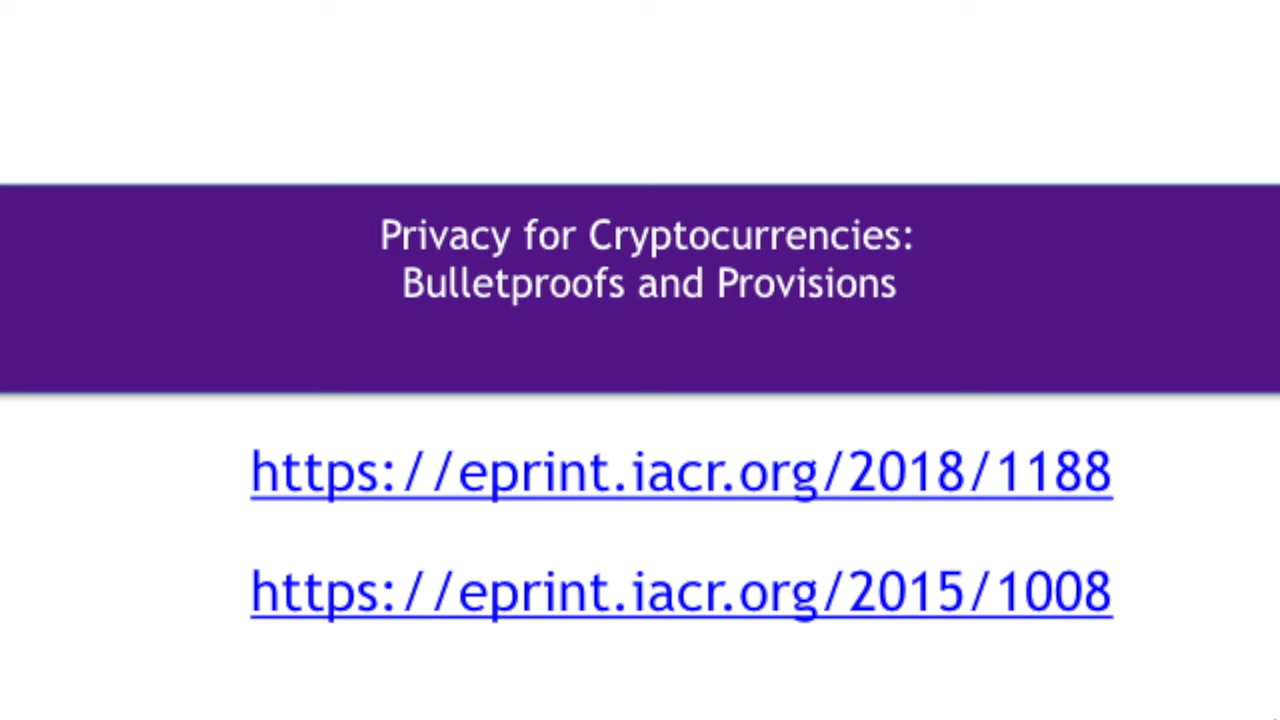 Privacy for Cryptocurrencies:
Bulletproofs and Provisions
https://eprint.iacr.org/2018/1188
https://eprint.iacr.org/2015/1008